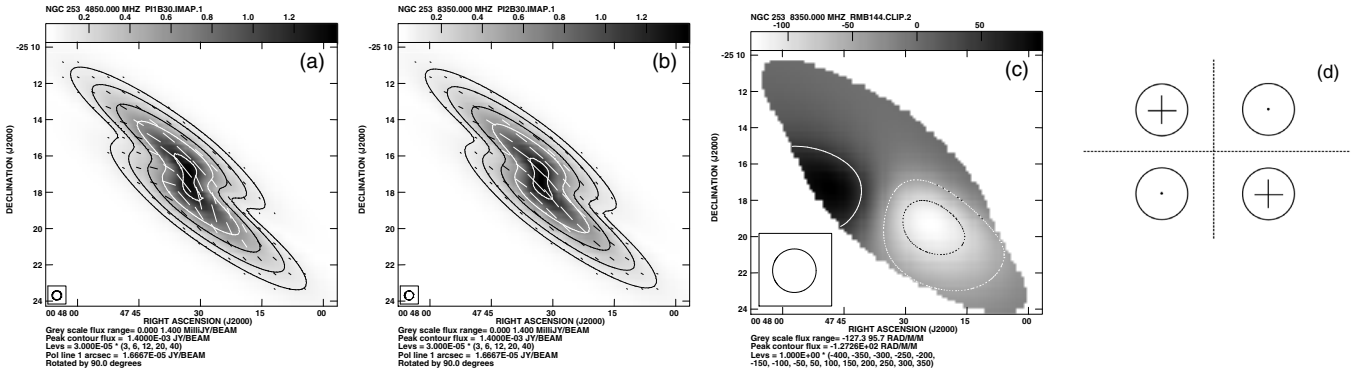 NGC 253 4850.000 MHZ PI1B30.IMAP.1
0.2 0.4 0.6 0.8 1.0 1.2
(a)
-25 10
12
14
16
18
20
22
24
DECLINATION (J2000)
00 48 00 47 45 30 15 00
RIGHT ASCENSION (J2000)
Grey scale flux range= 0.000 1.400 MilliJY/BEAM
Peak contour flux = 1.4000E-03 JY/BEAM
Levs = 3.000E-05 * (3, 6, 12, 20, 40)
Pol line 1 arcsec = 1.6667E-05 JY/BEAM
Rotated by 90.0 degrees
NGC 253 8350.000 MHZ PI2B30.IMAP.1
0.2 0.4 0.6 0.8 1.0 1.2
(b)
-25 10
12
14
16
18
20
22
24
DECLINATION (J2000)
00 48 00 47 45 30 15 00
RIGHT ASCENSION (J2000)
Grey scale flux range= 0.000 1.400 MilliJY/BEAM
Peak contour flux = 1.4000E-03 JY/BEAM
Levs = 3.000E-05 * (3, 6, 12, 20, 40)
Pol line 1 arcsec = 1.6667E-05 JY/BEAM
Rotated by 90.0 degrees
NGC 253 8350.000 MHZ RMB144.CLIP.2
-100 -50 0 50
(c)
-25 10
12
14
16
18
20
22
24
DECLINATION (J2000)
00 48 00 47 45 30 15 00
RIGHT ASCENSION (J2000)
Grey scale flux range= -127.3 95.7 RAD/M/M
Peak contour flux = -1.2726E+02 RAD/M/M
Levs = 1.000E+00 * (-400, -350, -300, -250, -200,
-150, -100, -50, 50, 100, 150, 200, 250, 300, 350)
(d)